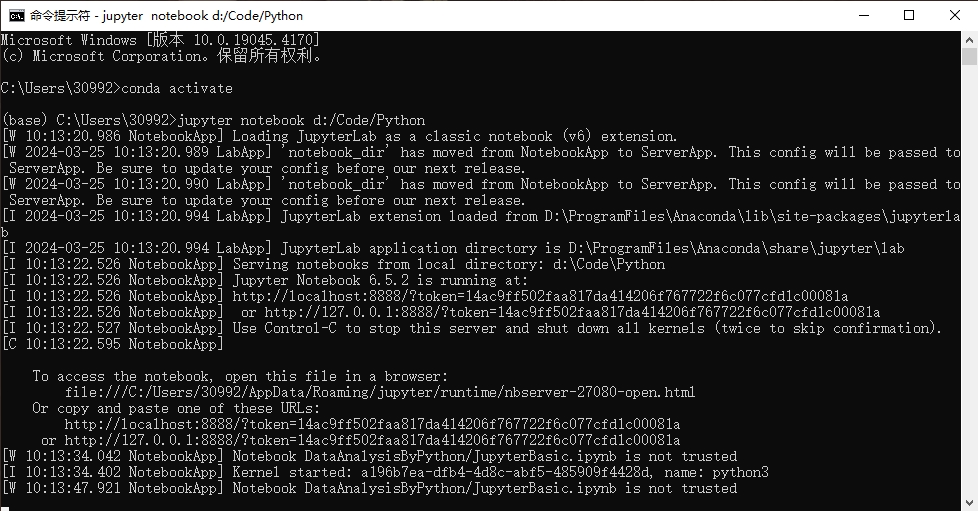 命令提示符 - jupyter  notebook d:/Code/Python
Microsoft Windows [版本 10.0.19045.4170]
(c) Microsoft Corporation。保留所有权利。
C:\Users\30992>conda activate
(base) C:\Users\30992>jupyter notebook d:/Code/Python
[W 10:13:20.986 NotebookApp] Loading JupyterLab as a classic notebook (v6) extension.
[W 2024-03-25 10:13:20.989 LabApp] 'notebook_dir' has moved from NotebookApp to ServerApp. This config will be passed to
 ServerApp. Be sure to update your config before our next release.
[W 2024-03-25 10:13:20.990 LabApp] 'notebook_dir' has moved from NotebookApp to ServerApp. This config will be passed to
 ServerApp. Be sure to update your config before our next release.
[I 2024-03-25 10:13:20.994 LabApp] JupyterLab extension loaded from D:\ProgramFiles\Anaconda\lib\site-packages\jupyterla
b
[I 2024-03-25 10:13:20.994 LabApp] JupyterLab application directory is D:\ProgramFiles\Anaconda\share\jupyter\lab
[I 10:13:22.526 NotebookApp] Serving notebooks from local directory: d:\Code\Python
[I 10:13:22.526 NotebookApp] Jupyter Notebook 6.5.2 is running at:
[I 10:13:22.526 NotebookApp] http://localhost:8888/?token=14ac9ff502faa817da414206f767722f6c077cfd1c00081a
[I 10:13:22.526 NotebookApp]  or http://127.0.0.1:8888/?token=14ac9ff502faa817da414206f767722f6c077cfd1c00081a
[I 10:13:22.527 NotebookApp] Use Control-C to stop this server and shut down all kernels (twice to skip confirmation).
[C 10:13:22.595 NotebookApp]
    To access the notebook, open this file in a browser:
        file:///C:/Users/30992/AppData/Roaming/jupyter/runtime/nbserver-27080-open.html
    Or copy and paste one of these URLs:
        http://localhost:8888/?token=14ac9ff502faa817da414206f767722f6c077cfd1c00081a
     or http://127.0.0.1:8888/?token=14ac9ff502faa817da414206f767722f6c077cfd1c00081a
[W 10:13:34.042 NotebookApp] Notebook DataAnalysisByPython/JupyterBasic.ipynb is not trusted
[I 10:13:34.402 NotebookApp] Kernel started: a196b7ea-dfb4-4d8c-abf5-485909f4428d, name: python3
[W 10:13:47.921 NotebookApp] Notebook DataAnalysisByPython/JupyterBasic.ipynb is not trusted